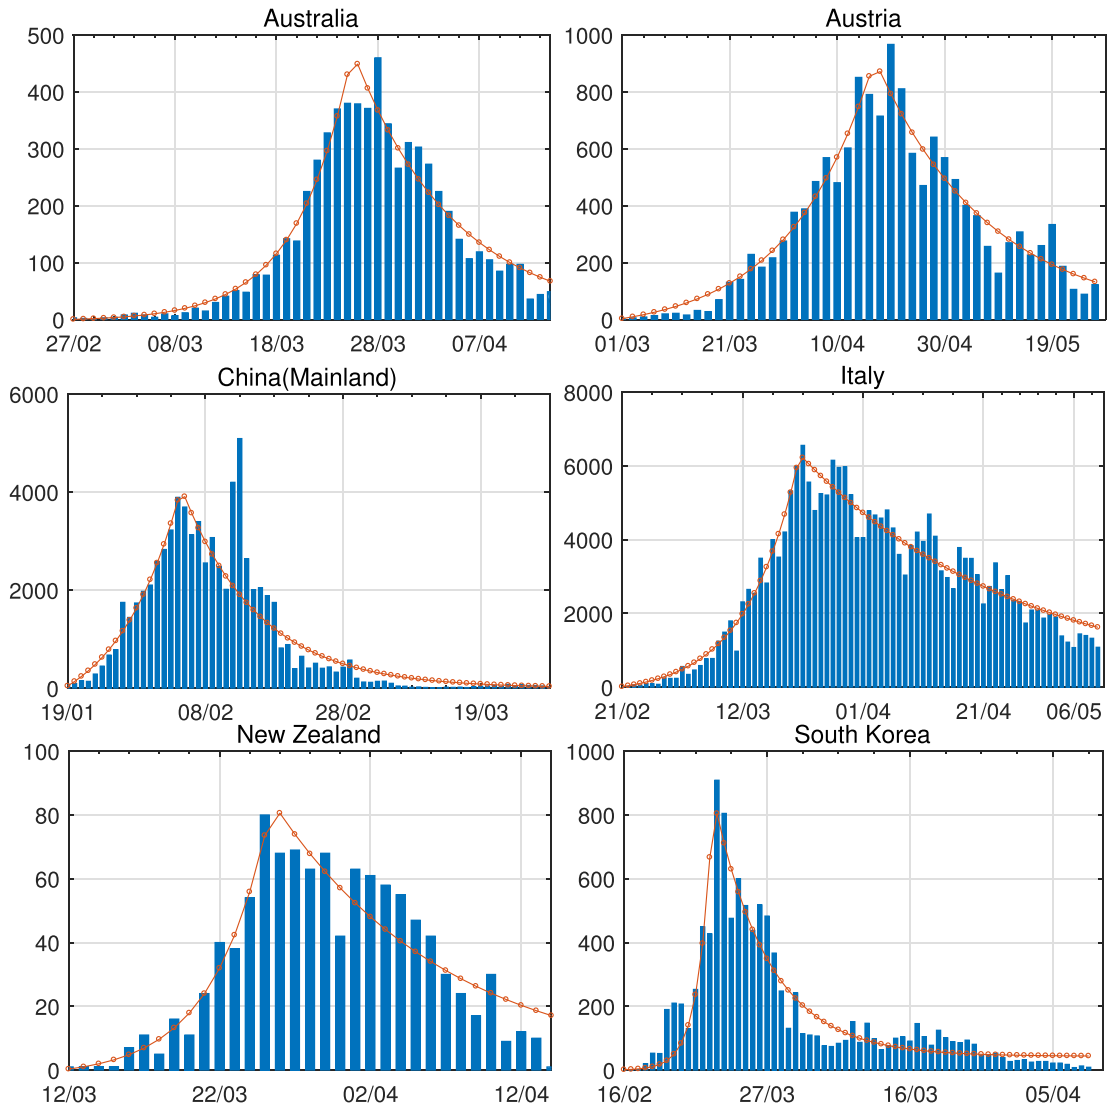 Australia
500
400
300
200
100
0
27/02 08/03 18/03 28/03 07/04
Austria
1000
800
600
400
200
0
01/03 21/03 10/04 30/04 19/05
China(Mainland)
6000
4000
2000
0
19/01 08/02 28/02 19/03
Italy
8000
6000
4000
2000
0
21/02 12/03 01/04 21/04 06/05
New Zealand
100
80
60
40
20
0
12/03 22/03 02/04 12/04
South Korea
1000
800
600
400
200
0
16/02 27/03 16/03 05/04